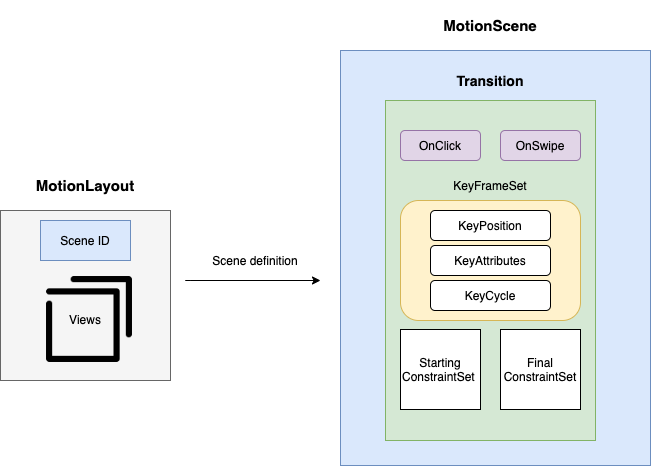 MotionScene
Transition
OnClick
OnSwipe
KeyFrameSet
KeyPosition
KeyAttributes
KeyCycle
Starting
ConstraintSet
Final
ConstraintSet
MotionLayout
Scene ID
Views
Scene definition